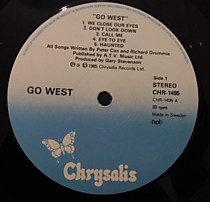 "GO WEST"
1. WE CLOSE OUR EYES
2. DON'T LOOK DOWN
3. CALL ME
4. EYE TO EYE
5. HAUNTED
All Songs Written by Peter Cox and Richard Drummie
Published by A.T.V. Music Ltd.
Produced by Gary Stevenson
℗ © 1985 Chrysalis Records Ltd
GO WEST
Side 1
STEREO
CHR-1495
CHR 1495 A
33 rpm
Made in Sweden
ncb
Chrysalis